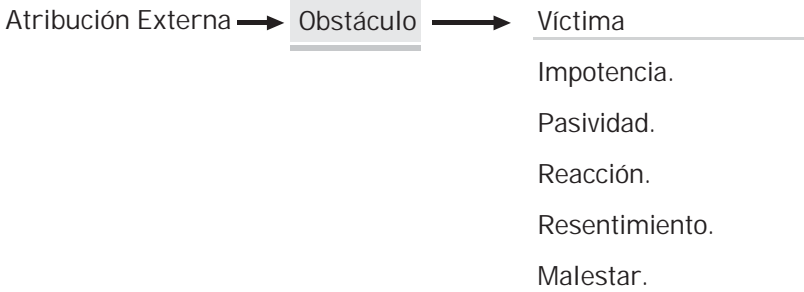 Atribución Externa Obstáculo Víctima
Impotencia.
Pasividad.
Reacción.
Resentimiento.
Malestar.